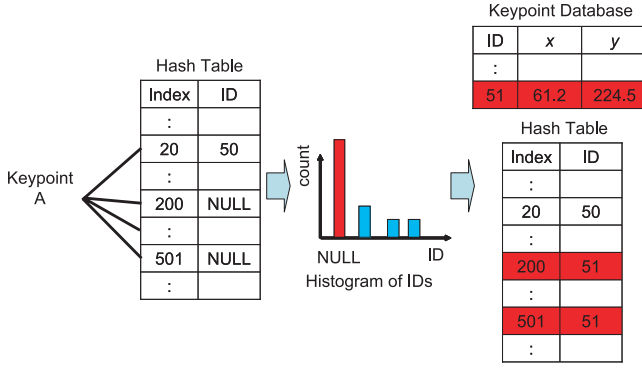 Keypoint Database
ID x y
:
51 61.2 224.5
Hash Table
Index ID
:
20 50
:
200 NULL
:
501 NULL
:
Keypoint
A
count
NULL
ID
Histogram of IDs
Hash Table
Index ID
:
20 50
:
200 51
:
501 51
: